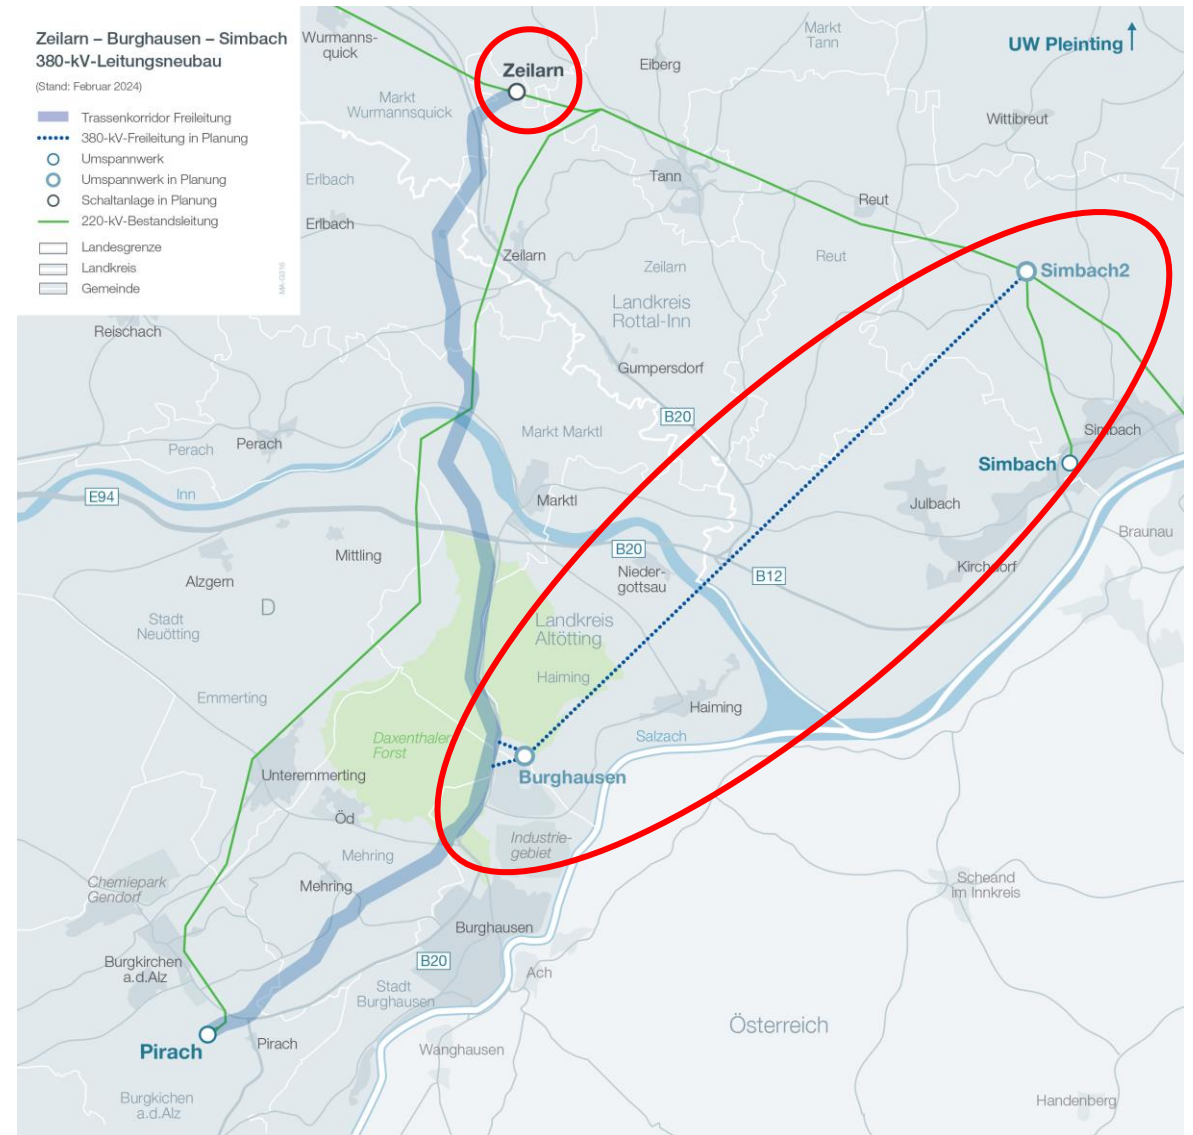 Zeilarn – Burghausen – Simbach
380-kV-Leitungsneubau
(Stand: Februar 2024)
Trassenkorridor Freileitung
380-kV-Freileitung in Planung
Umspannwerk
Umspannwerk in Planung
Schaltanlage in Planung
220-kV-Bestandsleitung
Landesgrenze
Landkreis
Gemeinde
Wurmanns-
quick
Zeilarn
Eiberg
Markt
Tann
UW Pleinting
Markt
Wurmannsquick
Wittibreut
Erlbach
Tann
Reut
Erlbach
Zeilarn
Zeilarn
Reut
Simbach2
Landkreis
Rottal-Inn
Reischach
Gumpersdorf
B20
Perach
Perach
Markt Marktl
Simbach
Simbach
E94
Inn
Marktl
Julbach
Braunau
Mittling
B20
Nieder-
gottsau
B12
Kirchdorf
Alzgern
D
Stadt
Neuötting
Landkreis
Altötting
Haiming
Emmerting
Haiming
Daxenthaler
Forst
Salzach
Unteremmerting
Burghausen
Öd
Mehring
Industrie-
gebiet
Mehring
Chemiepark
Gendorf
Scheand
im Innkreis
Burghausen
Burgkirchen
a.d.Alz
B20
Ach
Stadt
Burghausen
Österreich
Pirach
Pirach
Wanghausen
Burgkichen
a.d.Alz
Handenberg